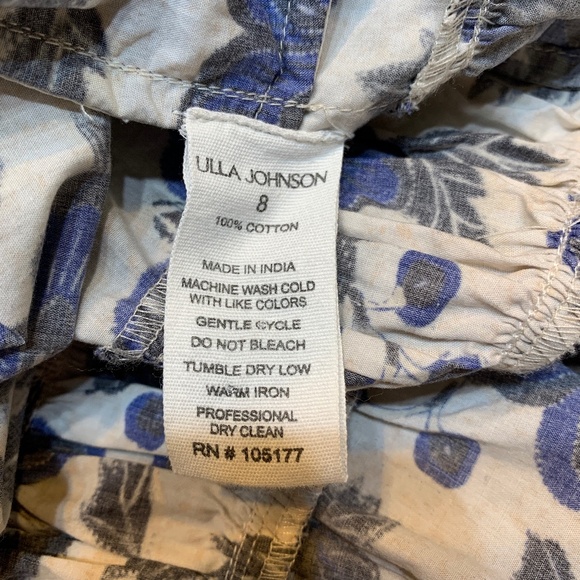 ULLA JOHNSON
8
100% COTTON
MADE IN INDIA
MACHINE WASH COLD
WITH LIKE COLORS
GENTLE CYCLE
DO NOT BLEACH
TUMBLE DRY LOW
WARM IRON
PROFESSIONAL
DRY CLEAN
RN # 105177